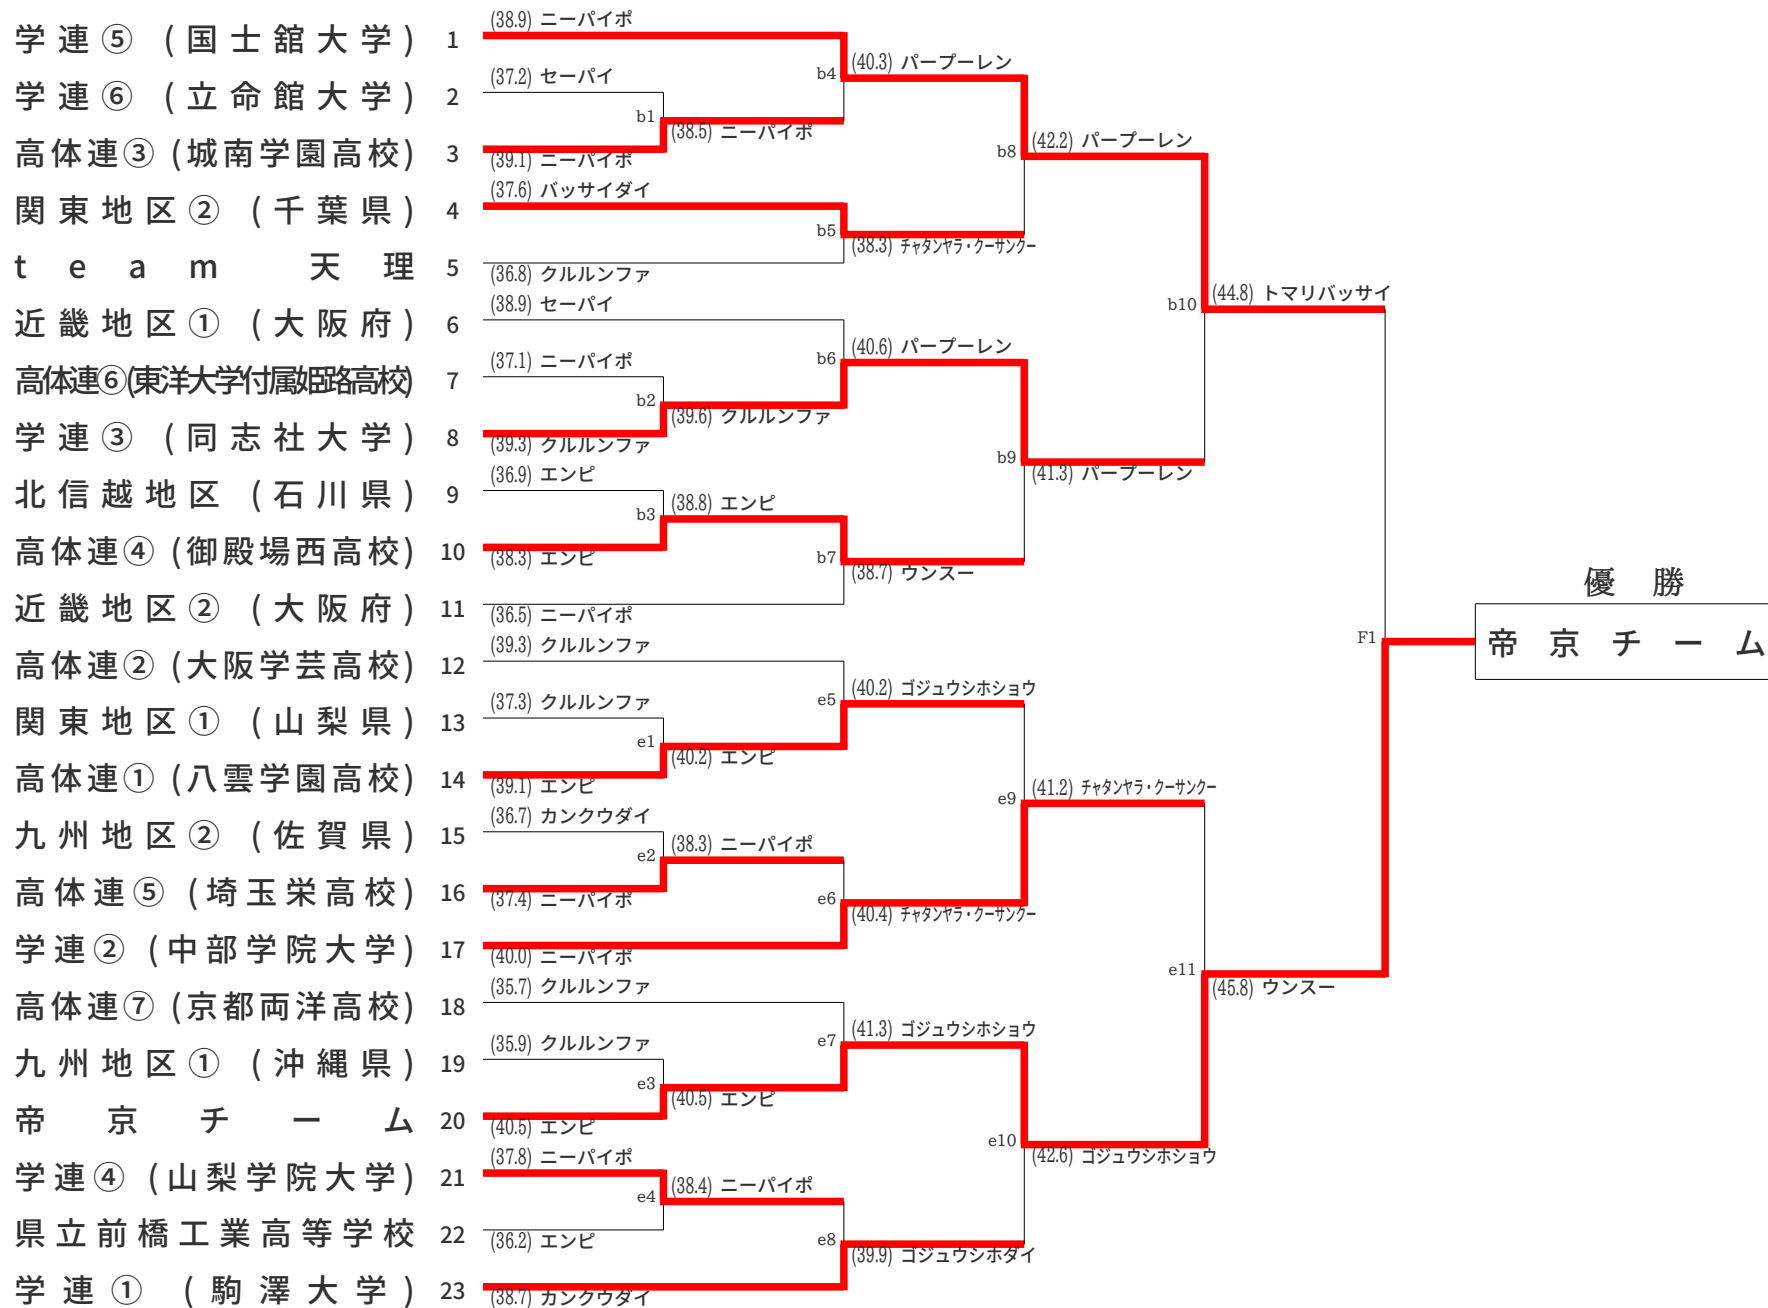 (38.9) ニーパイポ
学連⑤ (国士舘大学) 1
b4 (40.3) パープーレン
(37.2) セーパイ
学連⑥ (立命館大学) 2
b1 (38.5) ニーパイポ
b8 (42.2) パープーレン
高体連③ (城南学園高校) 3
(39.1) ニーパイポ
(37.6) バッサイダイ
関東地区② (千葉県) 4
b5 (38.3) チャタンヤラ・クーサンクー
team 天理 5
(36.8) クルルンファ
(38.9) セーパイ
b10 (44.8) トマリバッサイ
近畿地区① (大阪府) 6
b6 (40.6) パープーレン
(37.1) ニーパイポ
高体連⑥(東洋大学付属姫路高校) 7
b2 (39.6) クルルンファ
学連③ (同志社大学) 8
(39.3) クルルンファ
b9 (41.3) パープーレン
(36.9) エンピ
北信越地区 (石川県) 9
b3 (38.8) エンピ
高体連④ (御殿場西高校) 10
(38.3) エンピ
b7 (38.7) ウンスー
優勝
近畿地区② (大阪府) 11
(36.5) ニーパイポ
F1 帝京チーム
(39.3) クルルンファ
高体連② (大阪学芸高校) 12
e5 (40.2) ゴジュウシホショウ
(37.3) クルルンファ
関東地区① (山梨県) 13
e1 (40.2) エンピ
高体連① (八雲学園高校) 14
(39.1) エンピ
e9 (41.2) チャタンヤラ・クーサンクー
(36.7) カンクウダイ
九州地区② (佐賀県) 15
e2 (38.3) ニーパイポ
高体連⑤ (埼玉栄高校) 16
(37.4) ニーパイポ
e6 (40.4) チャタンヤラ・クーサンクー
学連② (中部学院大学) 17
(40.0) ニーパイポ
e11 (45.8) ウンスー
(35.7) クルルンファ
高体連⑦ (京都両洋高校) 18
e7 (41.3) ゴジュウシホショウ
(35.9) クルルンファ
九州地区① (沖縄県) 19
e3 (40.5) エンピ
帝京チーム 20
(40.5) エンピ
e10 (42.6) ゴジュウシホショウ
(37.8) ニーパイポ
学連④ (山梨学院大学) 21
e4 (38.4) ニーパイポ
県立前橋工業高等学校 22
(36.2) エンピ
e8 (39.9) ゴジュウシホダイ
学連① (駒澤大学) 23
(38.7) カンクウダイ